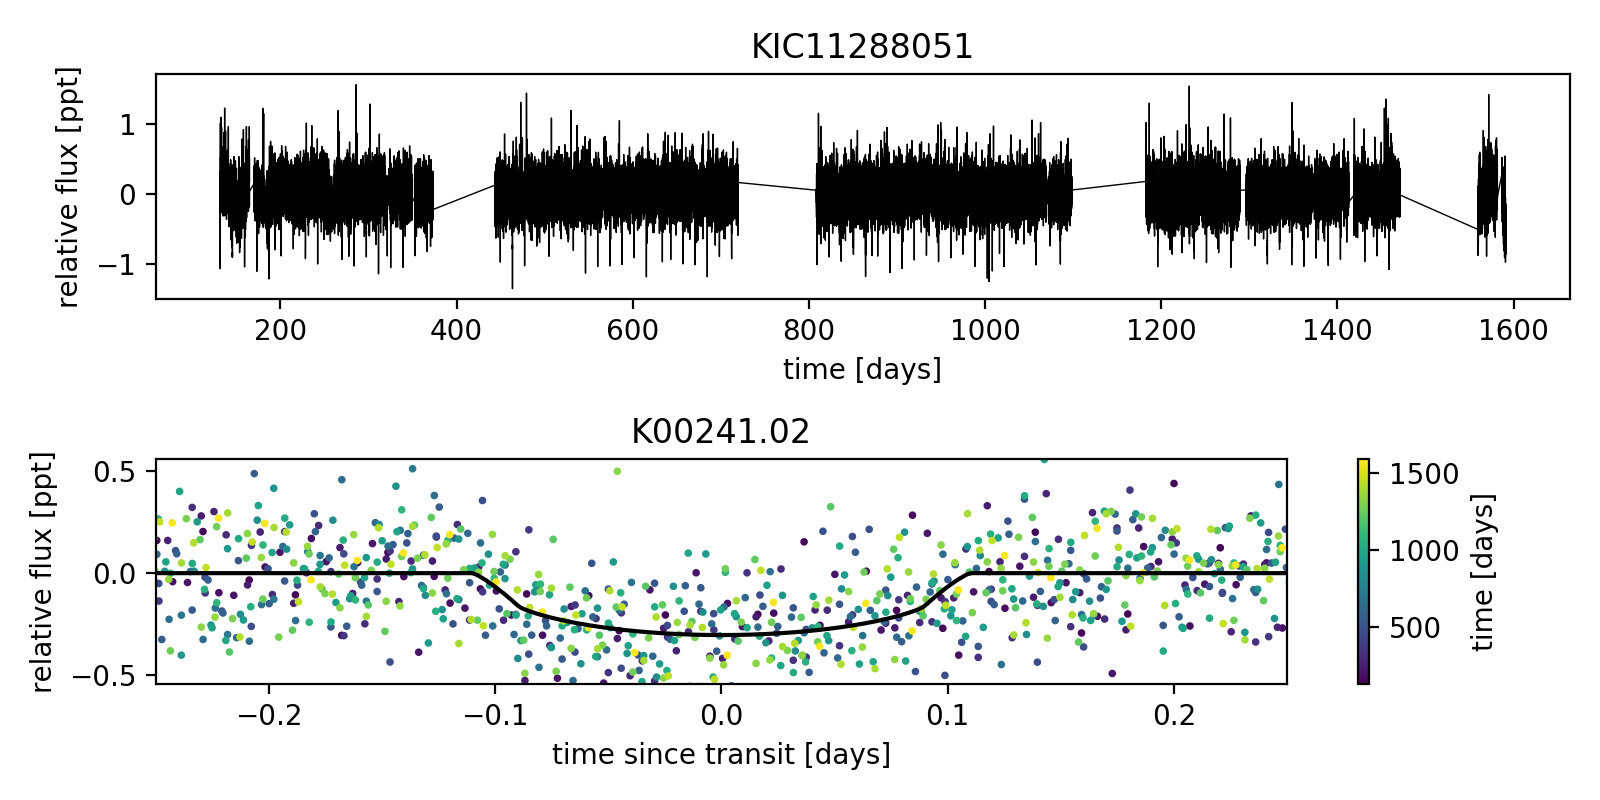 KIC11288051
relative flux [ppt]
1
0
−1
200 400 600 800 1000 1200 1400 1600
time [days]
K00241.02
relative flux [ppt]
0.5
0.0
−0.5
−0.2 −0.1 0.0 0.1 0.2
time since transit [days]
1500
1000
500
time [days]